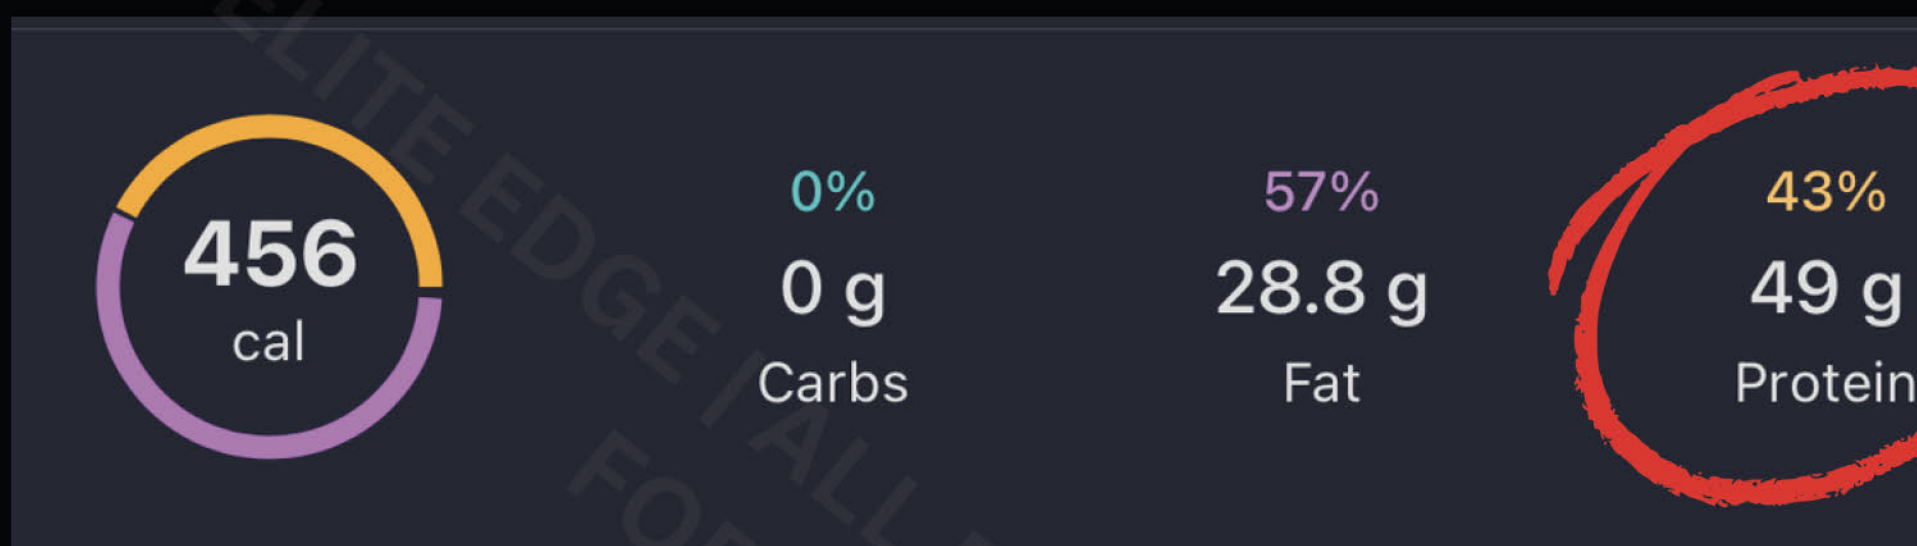 ELITE EDGE | ALL
FOR
0%
57%
43%
456
cal
0 g
28.8 g
49 g
Carbs
Fat
Protein